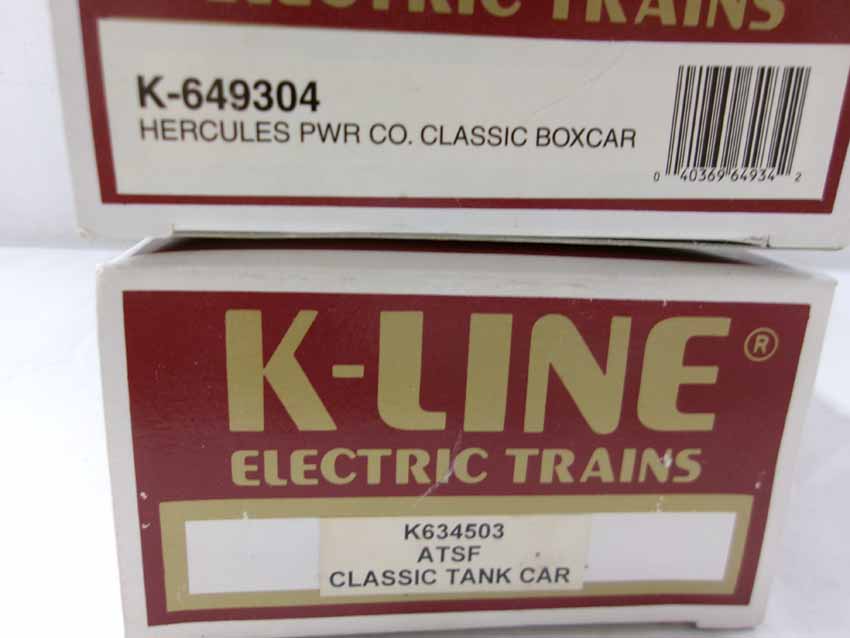 ELECTRIC TRAINS
K-649304
HERCULES PWR CO. CLASSIC BOXCAR
0 40369 64934 2
K-LINE®
ELECTRIC TRAINS
K634503
ATSF
CLASSIC TANK CAR